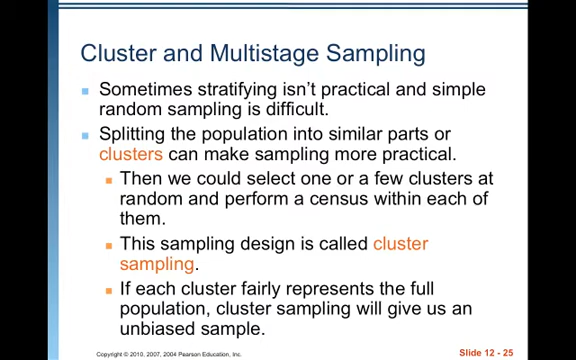 Cluster and Multistage Sampling
Sometimes stratifying isn't practical and simple
random sampling is difficult.
Splitting the population into similar parts or
clusters can make sampling more practical.
Then we could select one or a few clusters at
random and perform a census within each of
them.
This sampling design is called cluster
sampling.
If each cluster fairly represents the full
population, cluster sampling will give us an
unbiased sample.
Copyright © 2010, 2007, 2004 Pearson Education, Inc.
Slide 12 - 25